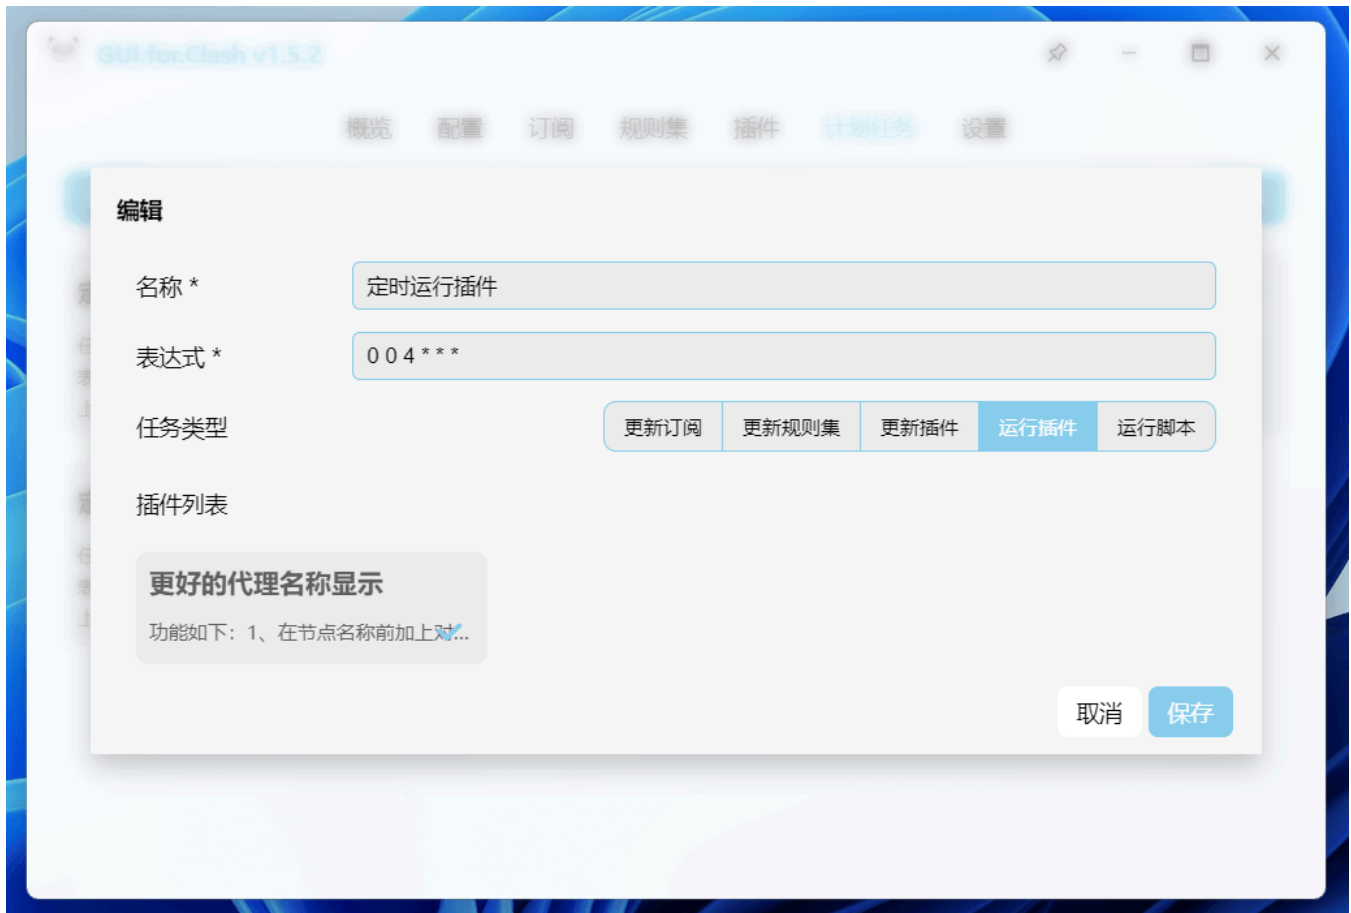 GUI.for.Clash v1.5.2
概览 配置 订阅 规则集 插件 计划任务 设置
编辑
名称 * 定时运行插件
表达式 * 0 0 4 * * *
任务类型 更新订阅 更新规则集 更新插件 运行插件 运行脚本
插件列表
更好的代理名称显示
功能如下：1、在节点名称前加上对...
取消 保存